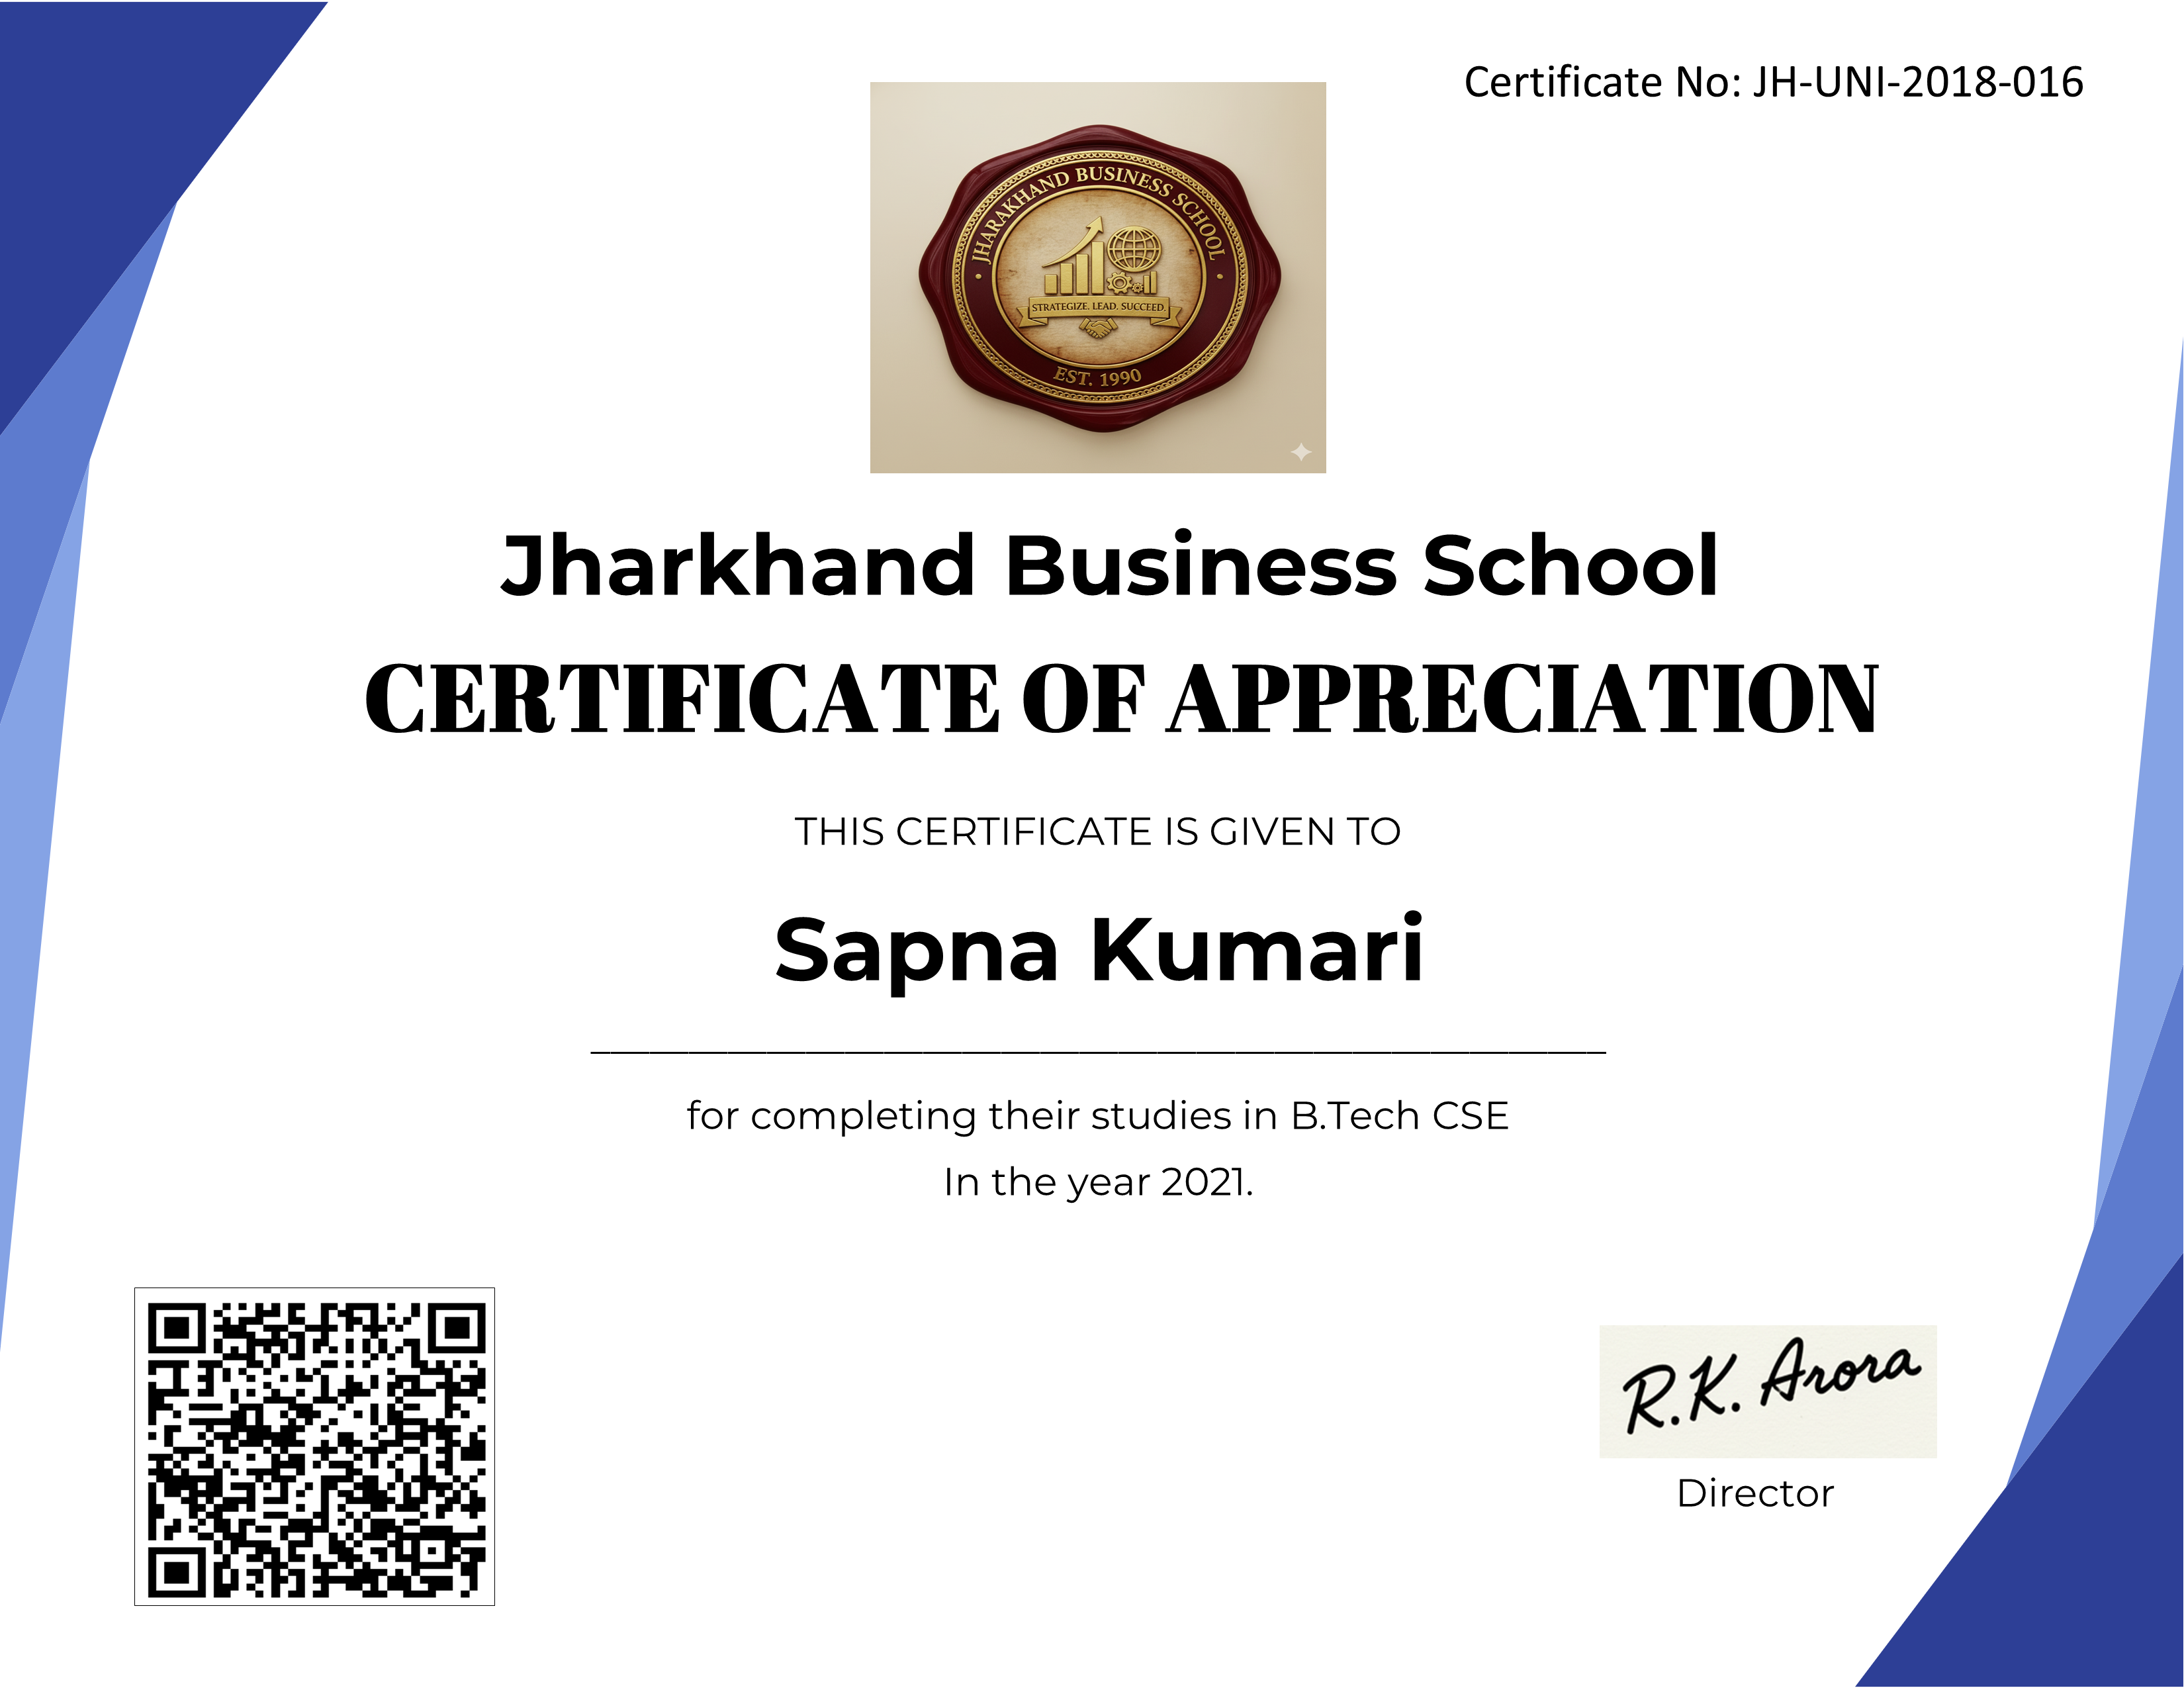 Certificate No: JH-UNI-2018-016
JHARAKHAND BUSINESS SCHOOL
STRATEGIZE. LEAD. SUCCEED.
EST. 1990
Jharkhand Business School
CERTIFICATE OF APPRECIATION
THIS CERTIFICATE IS GIVEN TO
Sapna Kumari
for completing their studies in B.Tech CSE
In the year 2021.
R.K. Arora
Director